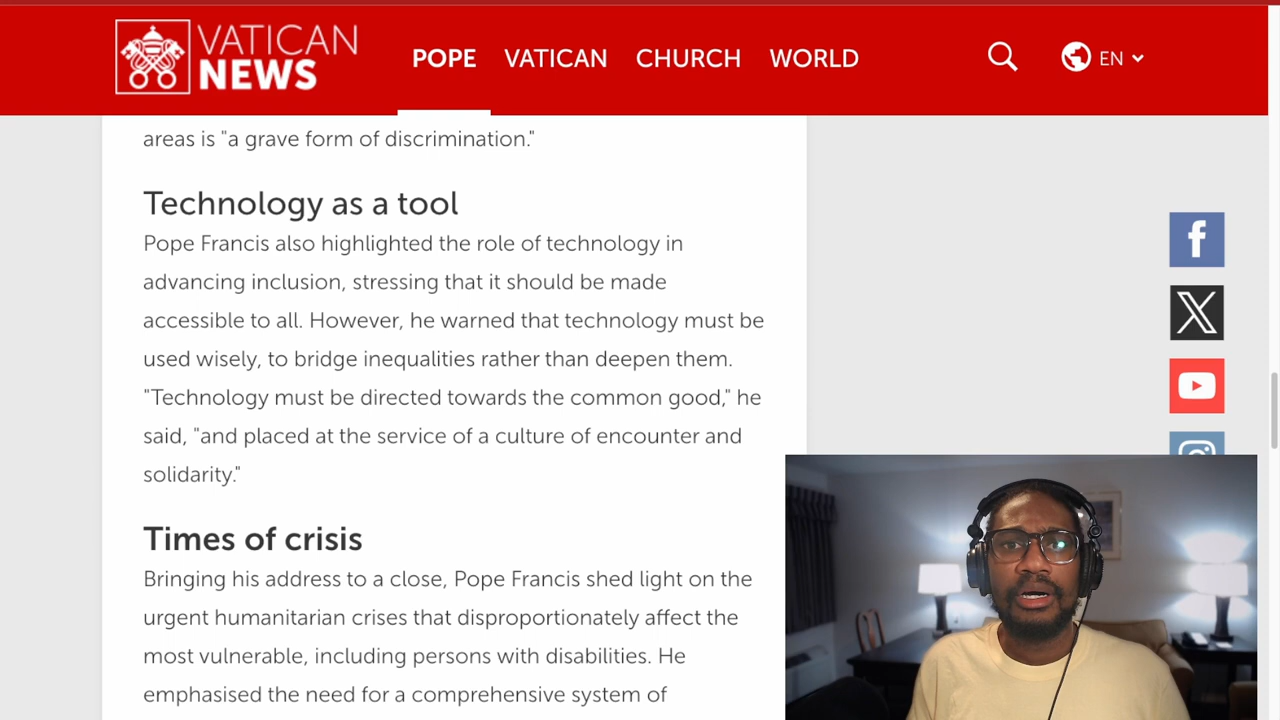 VATICAN
NEWS
POPE
VATICAN
CHURCH
WORLD
EN
areas is "a grave form of discrimination."
Technology as a tool
Pope Francis also highlighted the role of technology in
advancing inclusion, stressing that it should be made
accessible to all. However, he warned that technology must be
used wisely, to bridge inequalities rather than deepen them.
"Technology must be directed towards the common good," he
said, "and placed at the service of a culture of encounter and
solidarity."
Times of crisis
Bringing his address to a close, Pope Francis shed light on the
urgent humanitarian crises that disproportionately affect the
most vulnerable, including persons with disabilities. He
emphasised the need for a comprehensive system of